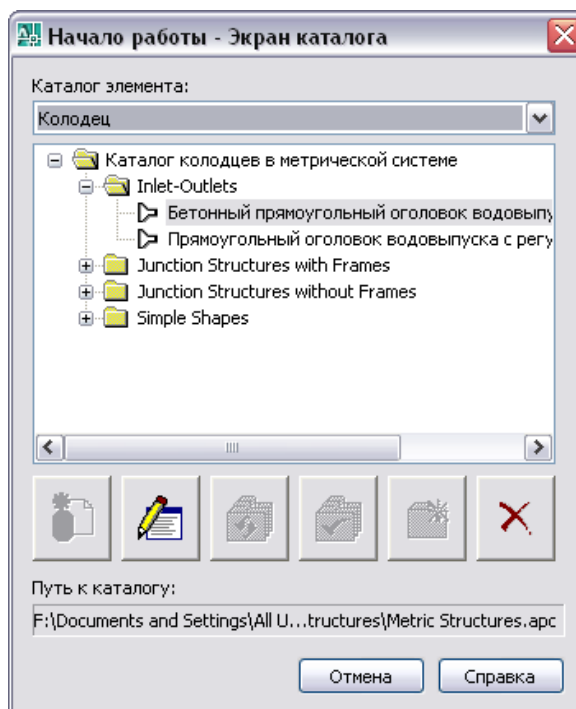 Начало работы - Экран каталога
Каталог элемента:
Колодец
Каталог колодцев в метрической системе
Inlet-Outlets
Бетонный прямоугольный оголовок водовыпу
Прямоугольный оголовок водовыпуска с регу
Junction Structures with Frames
Junction Structures without Frames
Simple Shapes
Путь к каталогу:
F:\Documents and Settings\All U...tructures\Metric Structures.apc
Отмена Справка